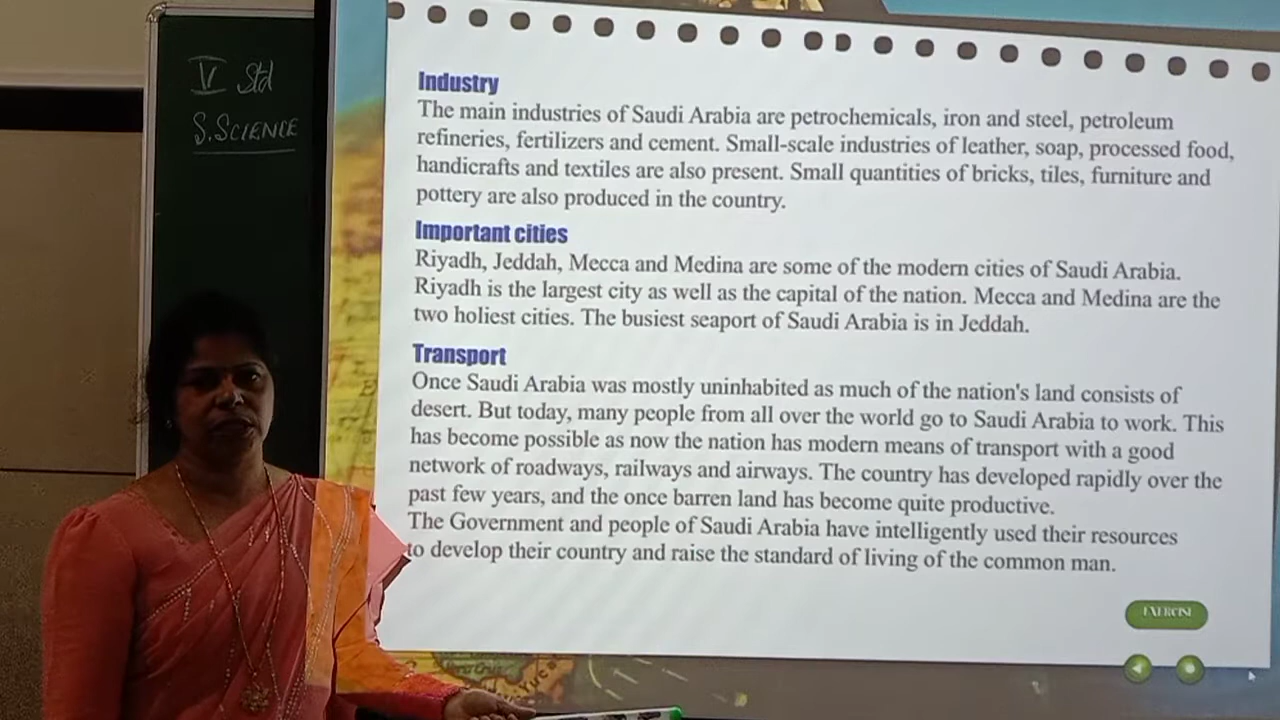 V Std
S. SCIENCE
Industry
The main industries of Saudi Arabia are petrochemicals, iron and steel, petroleum
refineries, fertilizers and cement. Small-scale industries of leather, soap, processed food,
handicrafts and textiles are also present. Small quantities of bricks, tiles, furniture and
pottery are also produced in the country.
Important cities
Riyadh, Jeddah, Mecca and Medina are some of the modern cities of Saudi Arabia.
Riyadh is the largest city as well as the capital of the nation. Mecca and Medina are the
two holiest cities. The busiest seaport of Saudi Arabia is in Jeddah.
Transport
Once Saudi Arabia was mostly uninhabited as much of the nation's land consists of
desert. But today, many people from all over the world go to Saudi Arabia to work. This
has become possible as now the nation has modern means of transport with a good
network of roadways, railways and airways. The country has developed rapidly over the
past few years, and the once barren land has become quite productive.
The Government and people of Saudi Arabia have intelligently used their resources
to develop their country and raise the standard of living of the common man.
EXERCISE